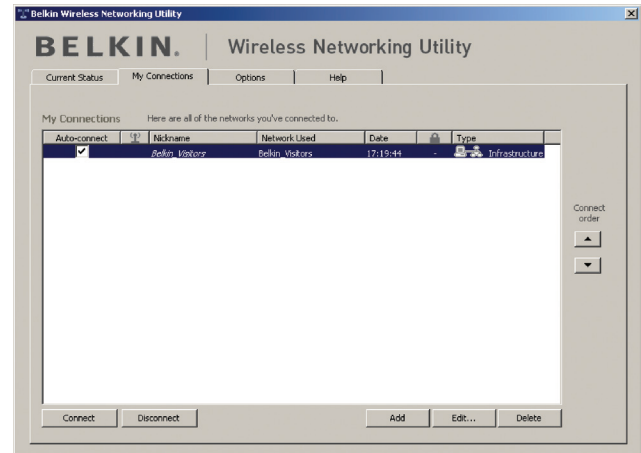 Belkin Wireless Networking Utility
BELKIN. Wireless Networking Utility
Current Status My Connections Options Help
My Connections Here are all of the networks you've connected to.
Auto-connect Nickname Network Used Date Type
Belkin_Visitors Belkin_Visitors 17:19:44 - Infrastructure
Connect
order
Connect Disconnect Add Edit... Delete